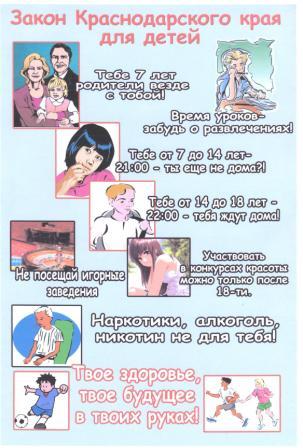 Закон Краснодарского края
для детей
Тебе 7 лет
родители везде
с тобой!
Время уроков-
забудь о развлечениях!
Тебе от 7 до 14 лет-
21:00 - ты еще не дома?!
Тебе от 14 до 18 лет -
22:00 - тебя ждут дома!
Не посещай игорные
заведения
Участвовать
в конкурсах красоты
можно только после
18-ти.
Наркотики, алкоголь,
никотин не для тебя!
Твое здоровье,
твое будущее
в твоих руках!